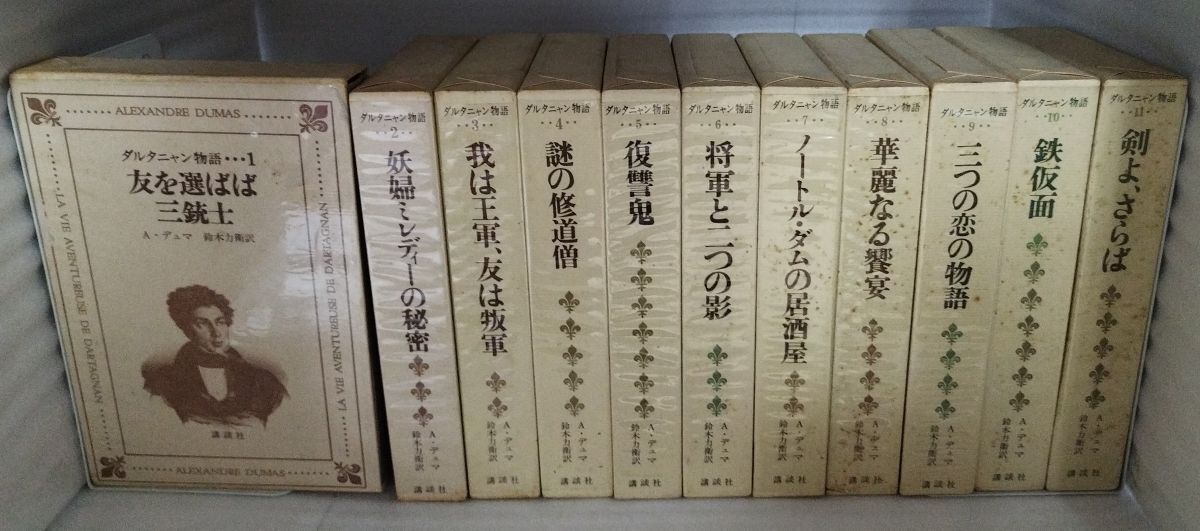 ALEXANDRE DUMAS
ダルタニャン物語・・・1
友を選ばば
三銃士
A・デュマ 鈴木力衛訳
LA VIE AVENTUREUSE DE DARTAGNAN
LA VIE AVENTUREUSE DE DARTAGNAN
講談社
ALEXANDRE DUMAS
ダルタニャン物語
・・2・・
妖婦ミレディーの秘密
A・デュマ
鈴木力衛訳
講談社
ダルタニャン物語
・・3・・
我は王軍、友は叛軍
A・デュマ
鈴木力衛訳
講談社
ダルタニャン物語
・・4・・
謎の修道僧
A・デュマ
鈴木力衛訳
講談社
ダルタニャン物語
・・5・・
復讐鬼
A・デュマ
鈴木力衛訳
講談社
ダルタニャン物語
・・6・・
将軍と二つの影
A・デュマ
鈴木力衛訳
講談社
ダルタニャン物語
・・7・・
ノートル・ダムの居酒屋
A・デュマ
鈴木力衛訳
講談社
ダルタニャン物語
・・8・・
華麗なる饗宴
A・デュマ
鈴木力衛訳
講談社
ダルタニャン物語
・・9・・
三つの恋の物語
A・デュマ
鈴木力衛訳
講談社
ダルタニャン物語
・・10・・
鉄仮面
A・デュマ
鈴木力衛訳
講談社
ダルタニャン物語
・・11・・
剣よ、さらば
A・デュマ
鈴木力衛訳
講談社